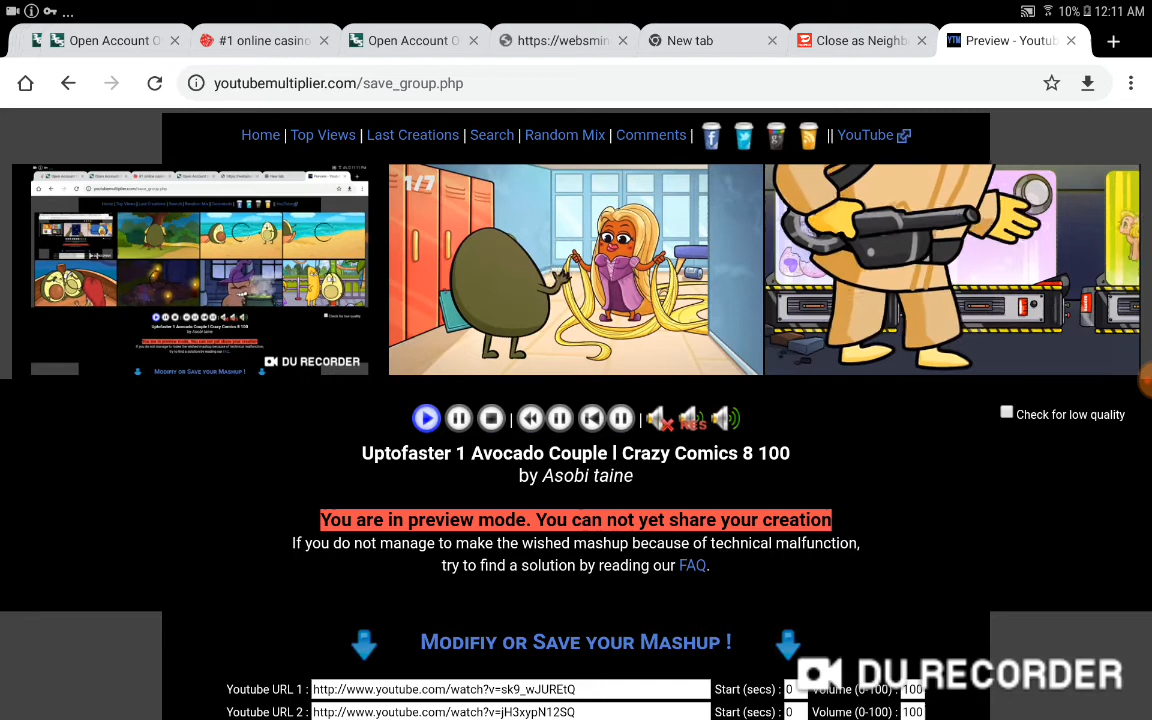 ... 10% 12:11 AM
Open Account O
#1 online casino
Open Account O
https://websmin
New tab
Close as Neighb
YTM Preview - Youtub
youtubemultiplier.com/save_group.php
Home | Top Views | Last Creations | Search | Random Mix | Comments | || YouTube
1/7
DU RECORDER
RES
Check for low quality
Uptofaster 1 Avocado Couple l Crazy Comics 8 100
by Asobi taine
You are in preview mode. You can not yet share your creation
If you do not manage to make the wished mashup because of technical malfunction,
try to find a solution by reading our FAQ.
Modifiy or Save your Mashup !
DU RECORDER
Youtube URL 1 : http://www.youtube.com/watch?v=sk9_wJUREtQ Start (secs) : 0 Volume (0-100) : 100
Youtube URL 2 : http://www.youtube.com/watch?v=jH3xypN12SQ Start (secs) : 0 Volume (0-100) : 100